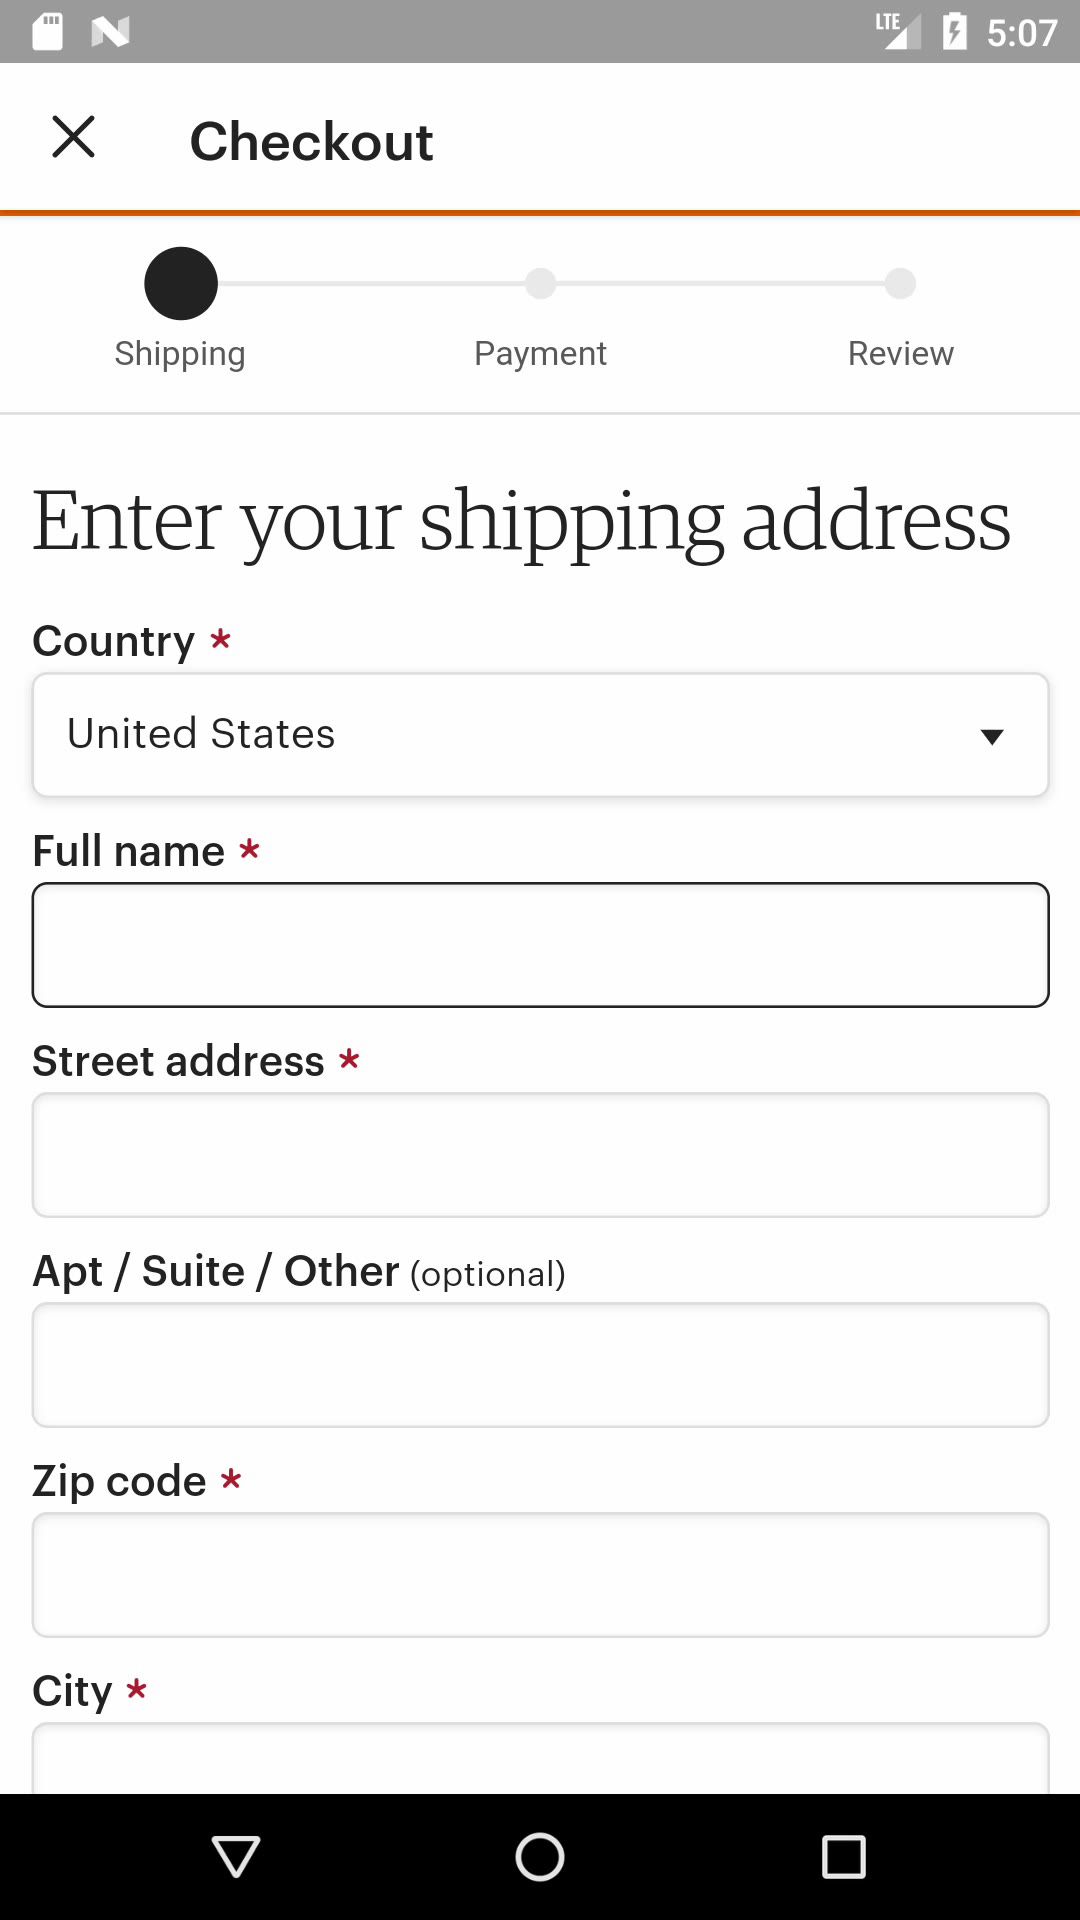 LTE 5:07
Checkout
Shipping Payment Review
Enter your shipping address
Country *
United States
Full name *
Street address *
Apt / Suite / Other (optional)
Zip code *
City *